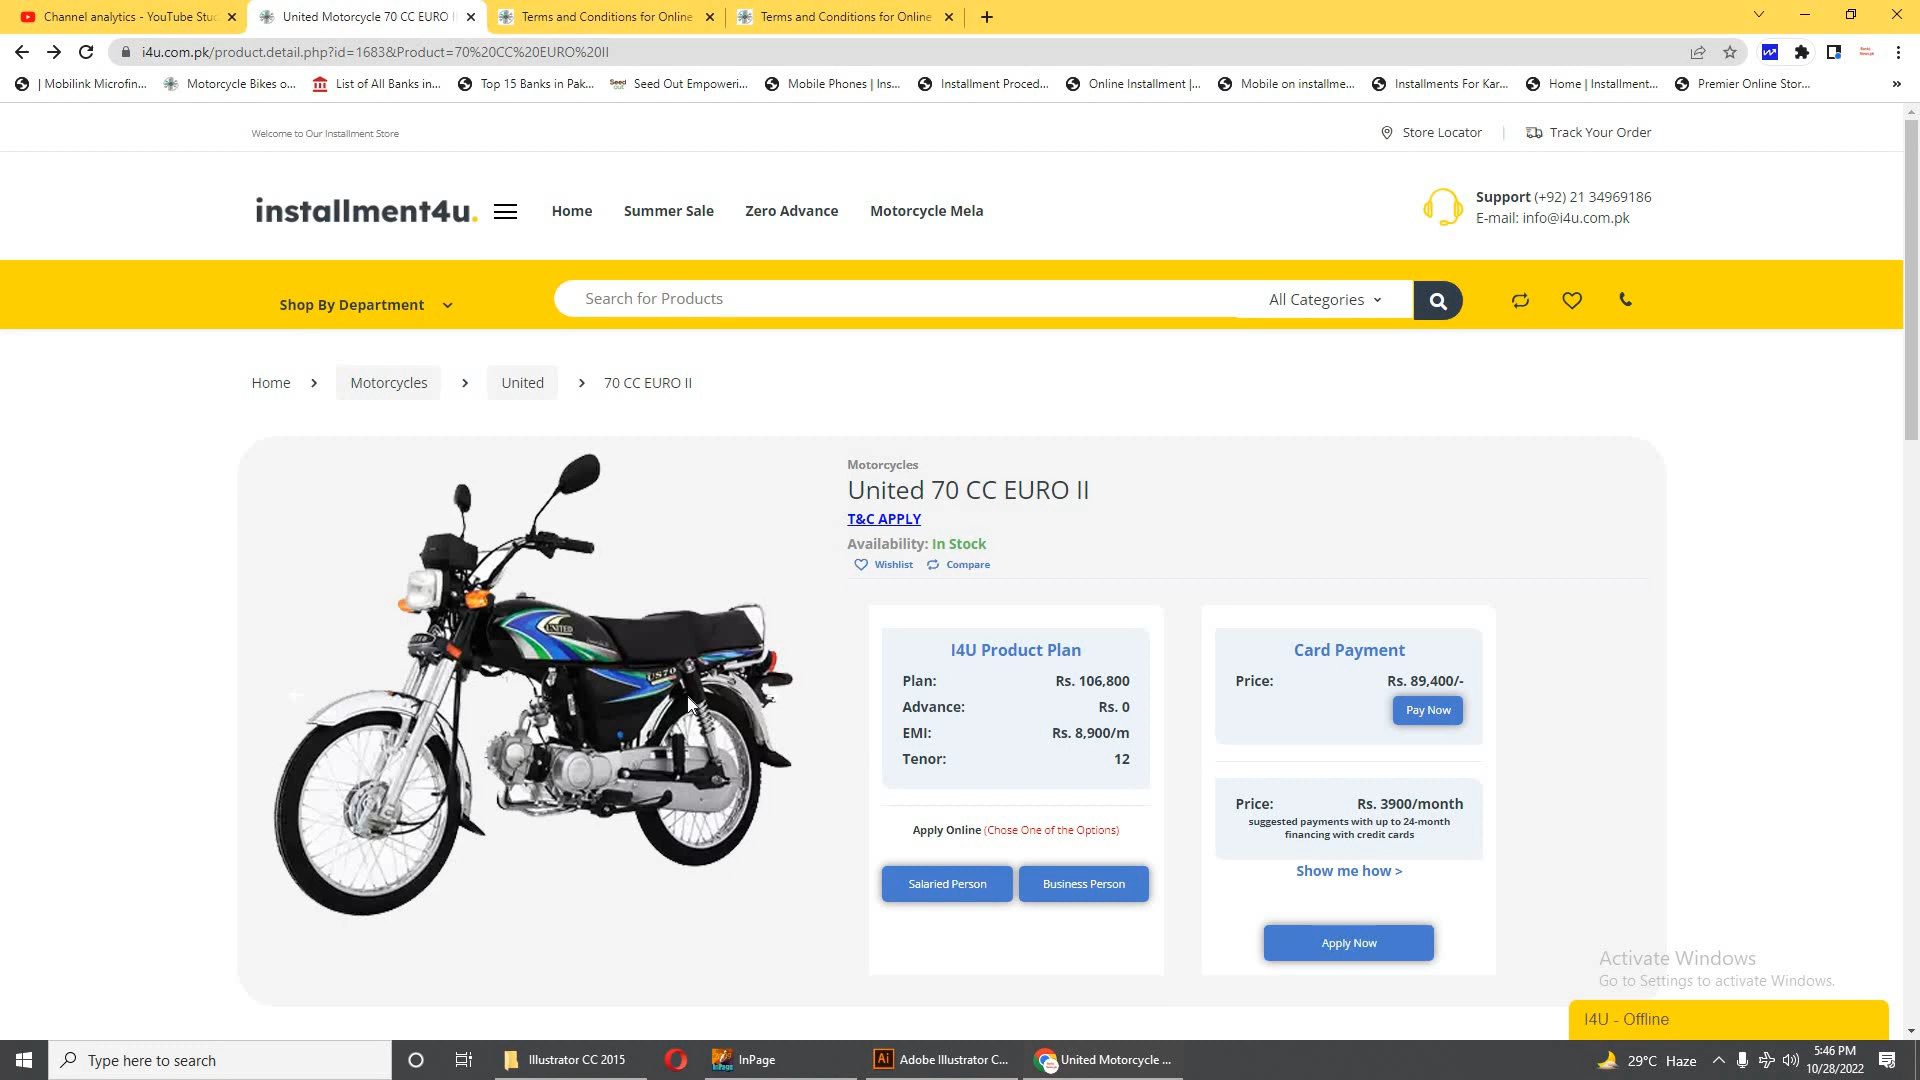 Channel analytics - YouTube Stu
United Motorcycle 70 CC EURO II
Terms and Conditions for Online
Terms and Conditions for Online
i4u.com.pk/product.detail.php?id=1683&Product=70%20CC%20EURO%20II
| Mobilink Microfin...
Motorcycle Bikes o...
List of All Banks in...
Top 15 Banks in Pak...
Seed Out Empoweri...
Mobile Phones | Ins...
Installment Proced...
Online Installment |...
Mobile on installme...
Installments For Kar...
Home | Installment...
Premier Online Stor...
»
Welcome to Our Installment Store
Store Locator | Track Your Order
installment4u.
Home
Summer Sale
Zero Advance
Motorcycle Mela
Support (+92) 21 34969186
E-mail: info@i4u.com.pk
Shop By Department
Search for Products
All Categories
Home > Motorcycles > United > 70 CC EURO II
Motorcycles
United 70 CC EURO II
T&C APPLY
Availability: In Stock
Wishlist Compare
UNITED
US70
I4U Product Plan
Plan: Rs. 106,800
Advance: Rs. 0
EMI: Rs. 8,900/m
Tenor: 12
Apply Online (Chose One of the Options)
Salaried Person
Business Person
Card Payment
Price: Rs. 89,400/-
Pay Now
Price: Rs. 3900/month
suggested payments with up to 24-month
financing with credit cards
Show me how >
Apply Now
Activate Windows
Go to Settings to activate Windows.
I4U - Offline
Type here to search
Illustrator CC 2015
InPage
Ai
Adobe Illustrator C...
United Motorcycle ...
29°C Haze
5:46 PM
10/28/2022